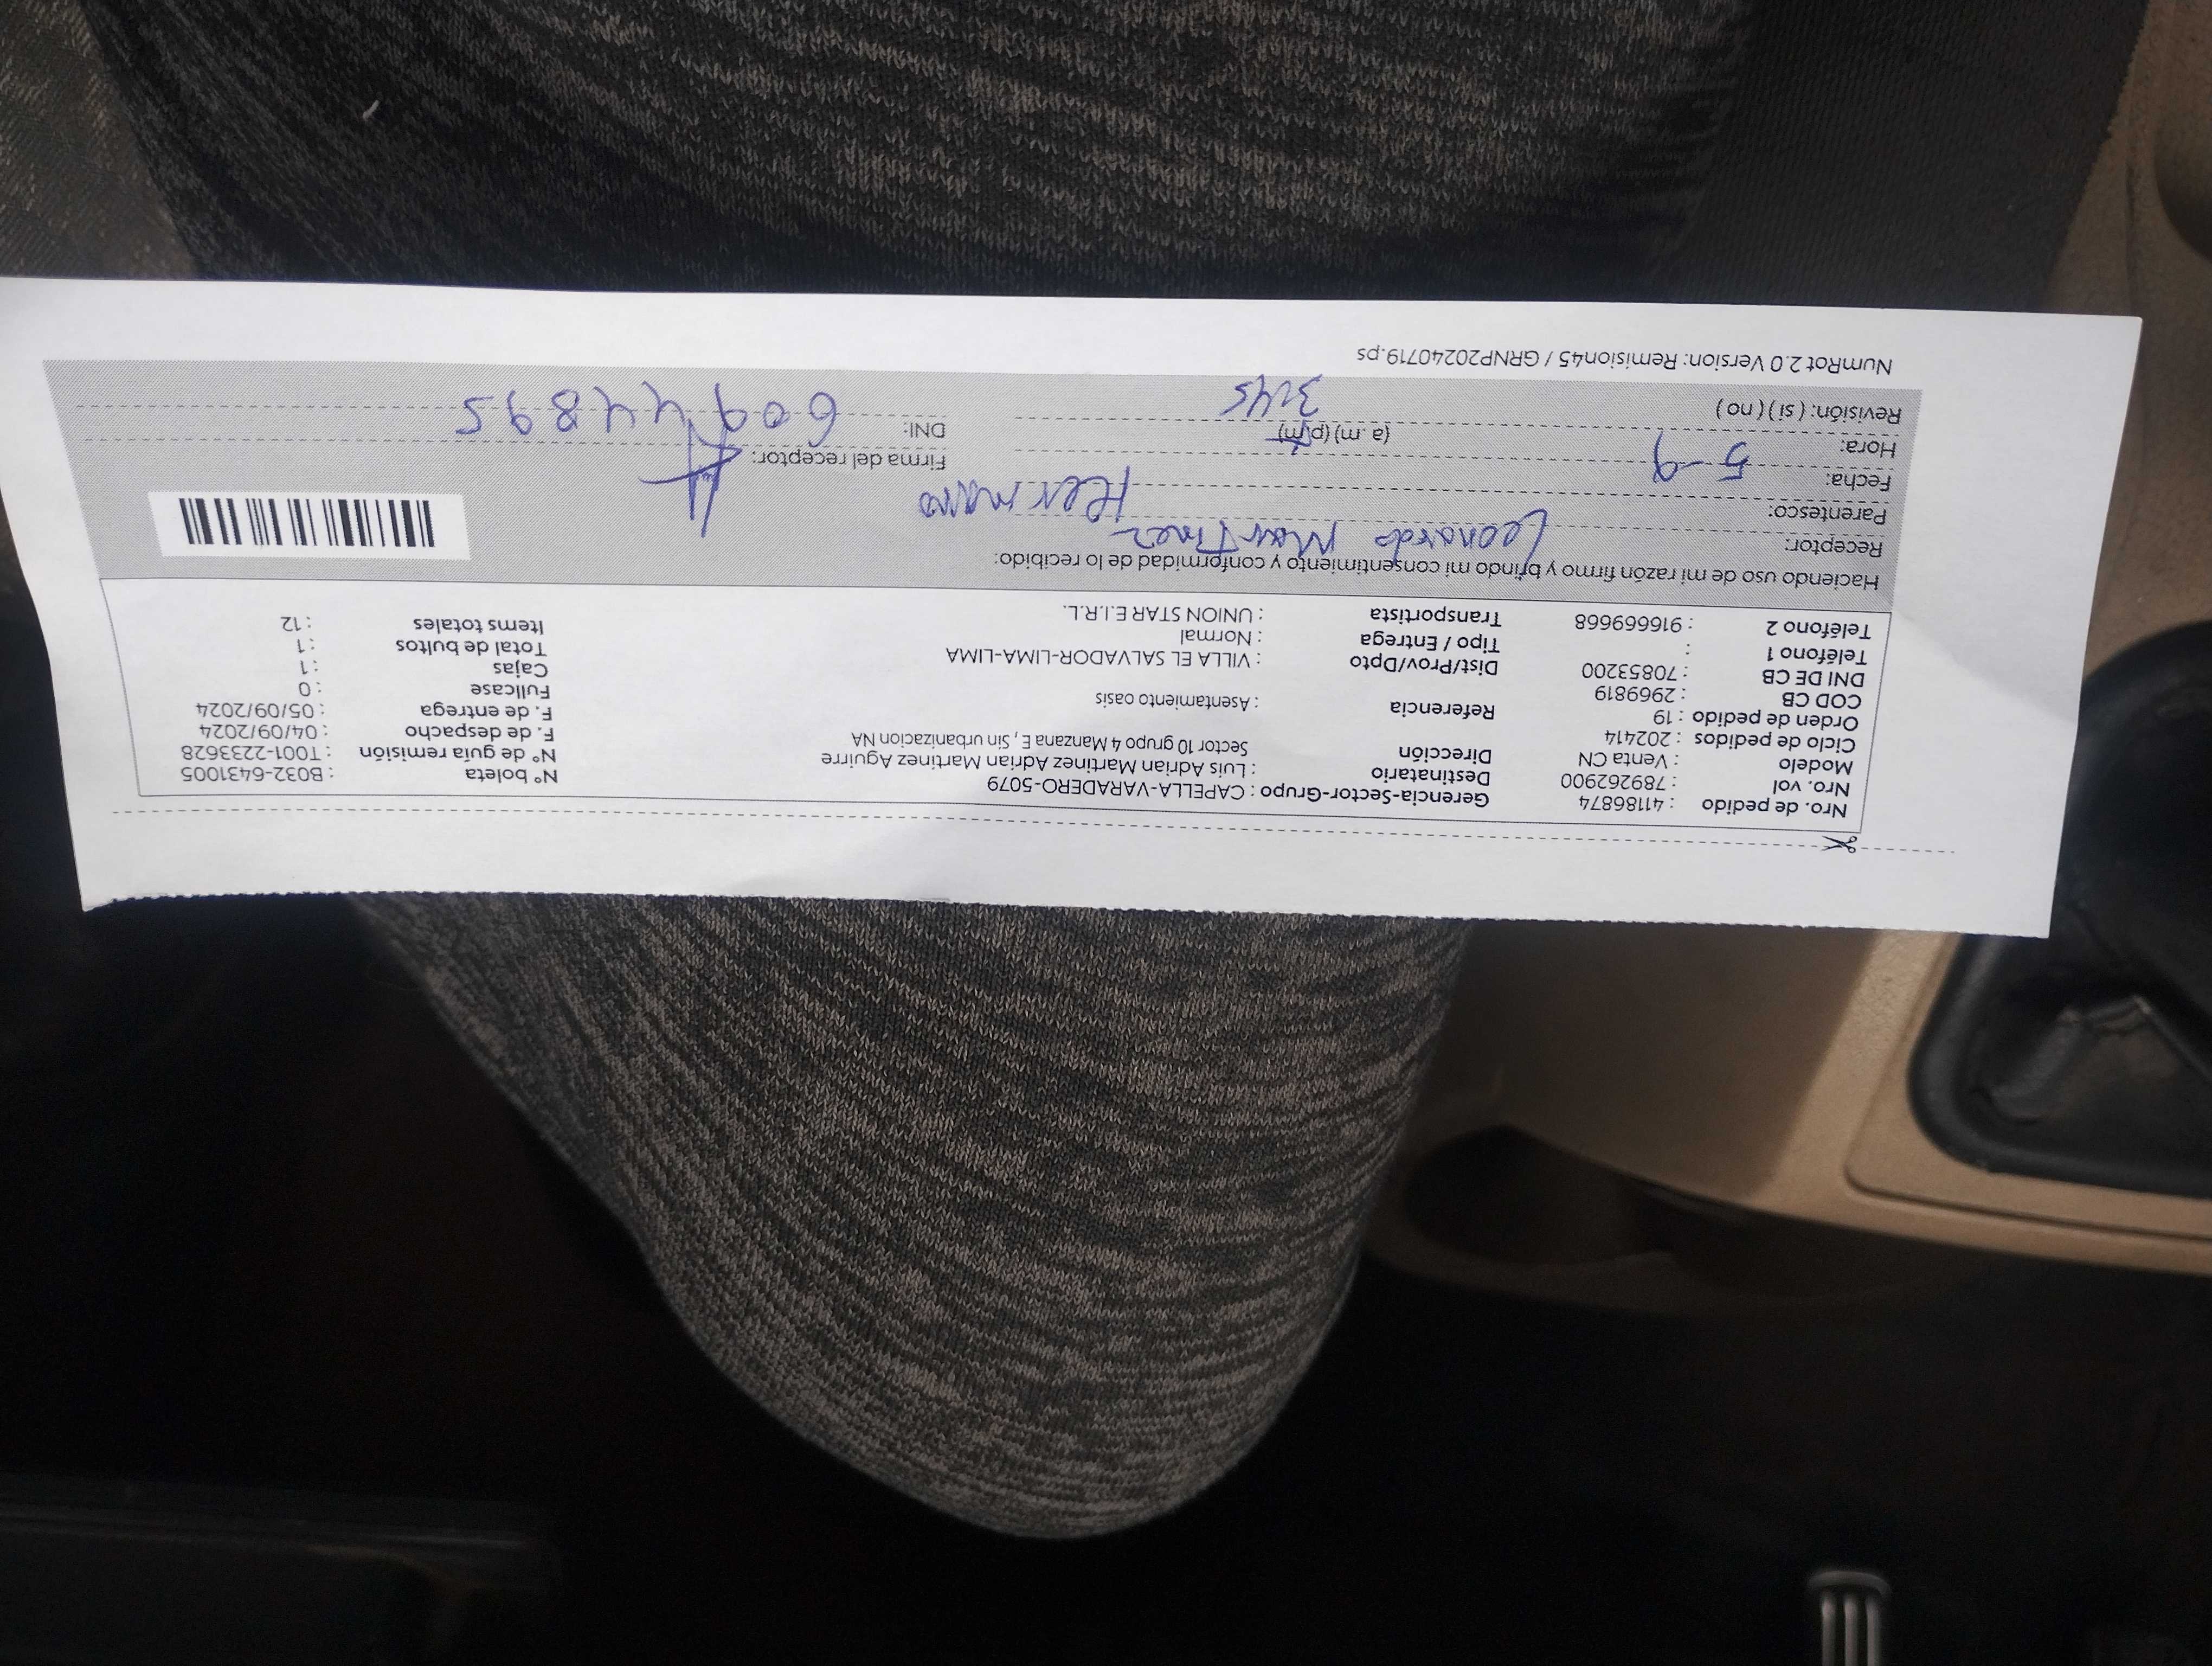 Nro. de pedido : 41186874 Gerencia-Sector-Grupo : CAPELLA-VARADERO-5079 N° boleta : B032-6431005
Nro. vol : 789262900 Destinatario : Luis Adrian Martinez Adrian Martinez Aguirre N° de guía remisión : T001-2233628
Modelo : Venta CN Dirección Sector 10 grupo 4 Manzana E , Sin urbanizacion NA F. de despacho : 04/09/2024
Ciclo de pedidos : 202414 F. de entrega : 05/09/2024
Orden de pedido : 19 Referencia : Asentamiento oasis Fullcase : 0
COD CB : 2969819 Cajas : 1
DNI DE CB : 70853200 Dist/Prov/Dpto : VILLA EL SALVADOR-LIMA-LIMA Total de bultos : 1
Teléfono 1 : Tipo / Entrega : Normal Items totales : 12
Teléfono 2 : 916669668 Transportista : UNION STAR E.I.R.L.
Haciendo uso de mi razón firmo y brindo mi consentimiento y conformidad de lo recibido:
Receptor: Leonardo Martinez
Parentesco: Hermano
Fecha: 5-9 Firma del receptor:
Hora: (a. m) (p. m) DNI: 60944895
Revisión: ( si ) ( no ) 3:45
NumRot 2.0 Version: Remision45 / GRNP20240719.ps